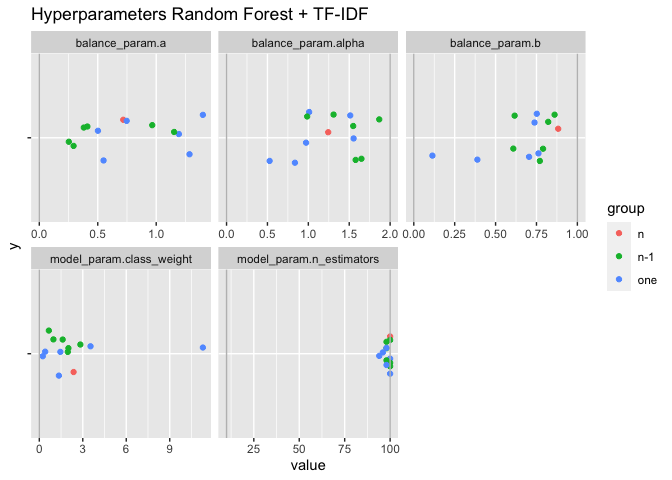 Hyperparameters Random Forest + TF-IDF
balance_param.a
balance_param.alpha
balance_param.b
0.0 0.5 1.0
0.0 0.5 1.0 1.5 2.0
0.00 0.25 0.50 0.75 1.00
y
model_param.class_weight
model_param.n_estimators
0 3 6 9
25 50 75 100
value
group
n
n-1
one